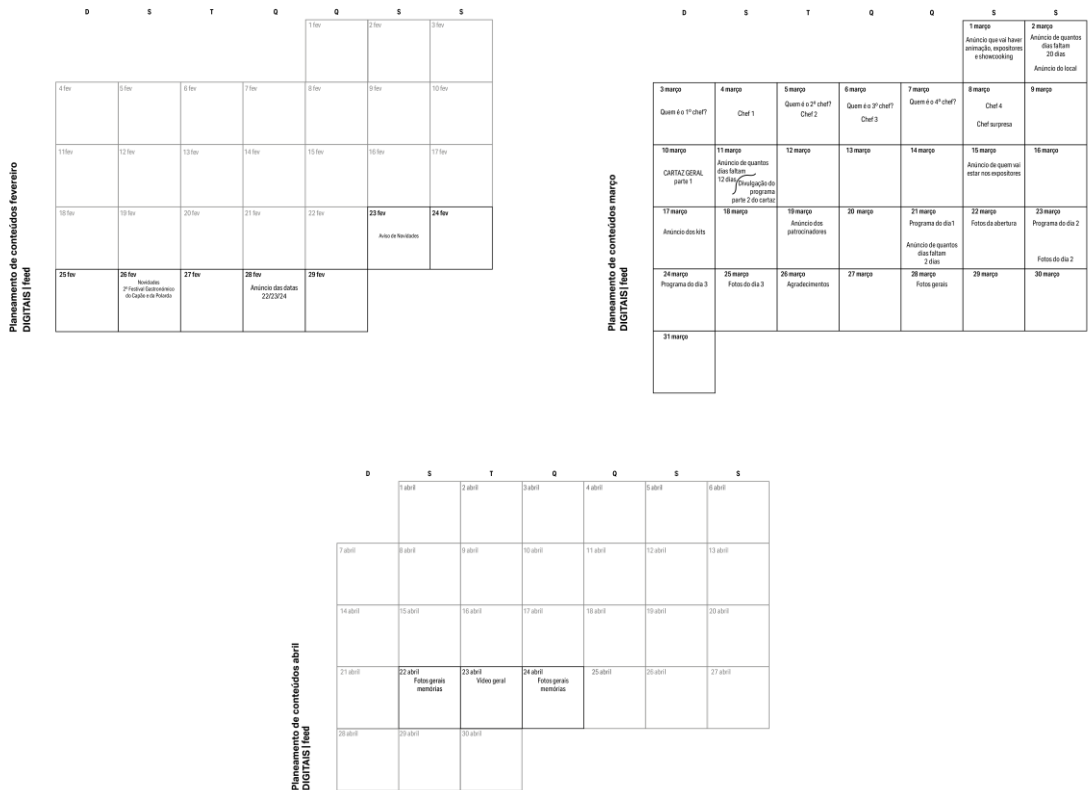 Planeamento de conteúdos fevereiro
DIGITAIS | feed
D S T Q Q S S
1 fev 2 fev 3 fev
4 fev 5 fev 6 fev 7 fev 8 fev 9 fev 10 fev
11fev 12 fev 13 fev 14 fev 15 fev 16 fev 17 fev
18 fev 19 fev 20 fev 21 fev 22 fev 23 fev 24 fev
Aviso de Novidades
25 fev 26 fev 27 fev 28 fev 29 fev
Novidades
2º Festival Gastronómico
do Capão e da Polarda
Anúncio das datas
22/23/24
Planeamento de conteúdos março
DIGITAIS | feed
D S T Q Q S S
1 março
Anúncio que vai haver
animação, expositores
e showcooking
2 março
Anúncio de quantos
dias faltam
20 dias
Anúncio do local
3 março
Quem é o 1º chef?
4 março
Chef 1
5 março
Quem é o 2º chef?
Chef 2
6 março
Quem é o 3º chef?
Chef 3
7 março
Quem é o 4º chef?
8 março
Chef 4
Chef surpresa
9 março
10 março
CARTAZ GERAL
parte 1
11 março
Anúncio de quantos
dias faltam
12 dias
Divulgação do
programa
parte 2 do cartaz
12 março
13 março
14 março
15 março
Anúncio de quem vai
estar nos expositores
16 março
17 março
Anúncio dos kits
18 março
19 março
Anúncio dos
patrocinadores
20 março
21 março
Programa do dia 1
Anúncio de quantos
dias faltam
2 dias
22 março
Fotos da abertura
23 março
Programa do dia 2
Fotos do dia 2
24 março
Programa do dia 3
25 março
Fotos do dia 3
26 março
Agradecimentos
27 março
28 março
Fotos gerais
29 março
30 março
31 março
Planeamento de conteúdos abril
DIGITAIS | feed
D S T Q Q S S
1 abril 2 abril 3 abril 4 abril 5 abril 6 abril
7 abril 8 abril 9 abril 10 abril 11 abril 12 abril 13 abril
14 abril 15 abril 16 abril 17 abril 18 abril 19 abril 20 abril
21 abril 22 abril 23 abril 24 abril 25 abril 26 abril 27 abril
Fotos gerais
memórias
Vídeo geral
Fotos gerais
memórias
28 abril 29 abril 30 abril